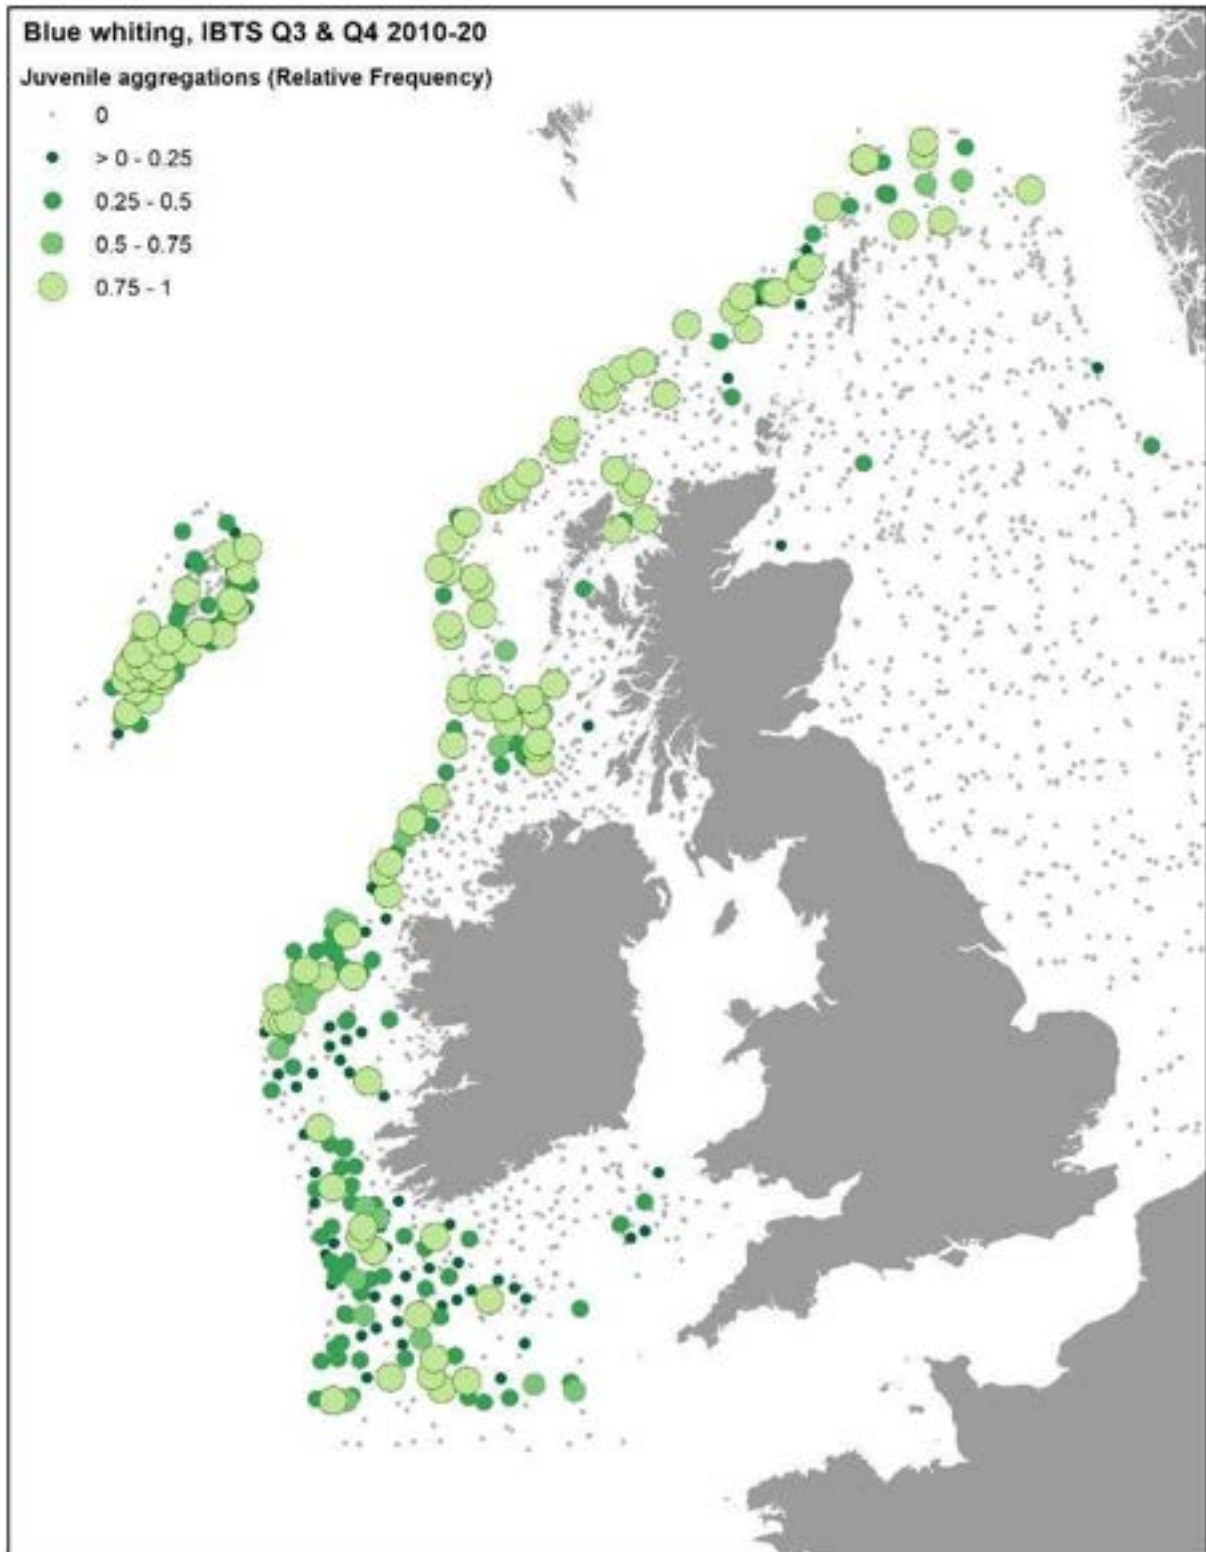 Blue whiting, IBTS Q3 & Q4 2010-20
Juvenile aggregations (Relative Frequency)
0
> 0 - 0.25
0.25 - 0.5
0.5 - 0.75
0.75 - 1